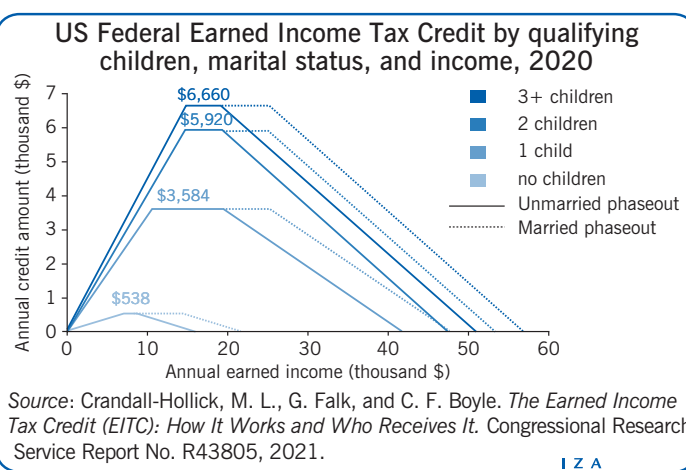 US Federal Earned Income Tax Credit by qualifying
children, marital status, and income, 2020
Annual credit amount (thousand $)
7
6
5
4
3
2
1
0
$6,660
$5,920
$3,584
$538
3+ children
2 children
1 child
no children
Unmarried phaseout
Married phaseout
0 10 20 30 40 50 60
Annual earned income (thousand $)
Source: Crandall-Hollick, M. L., G. Falk, and C. F. Boyle. The Earned Income
Tax Credit (EITC): How It Works and Who Receives It. Congressional Research
Service Report No. R43805, 2021.
I Z A